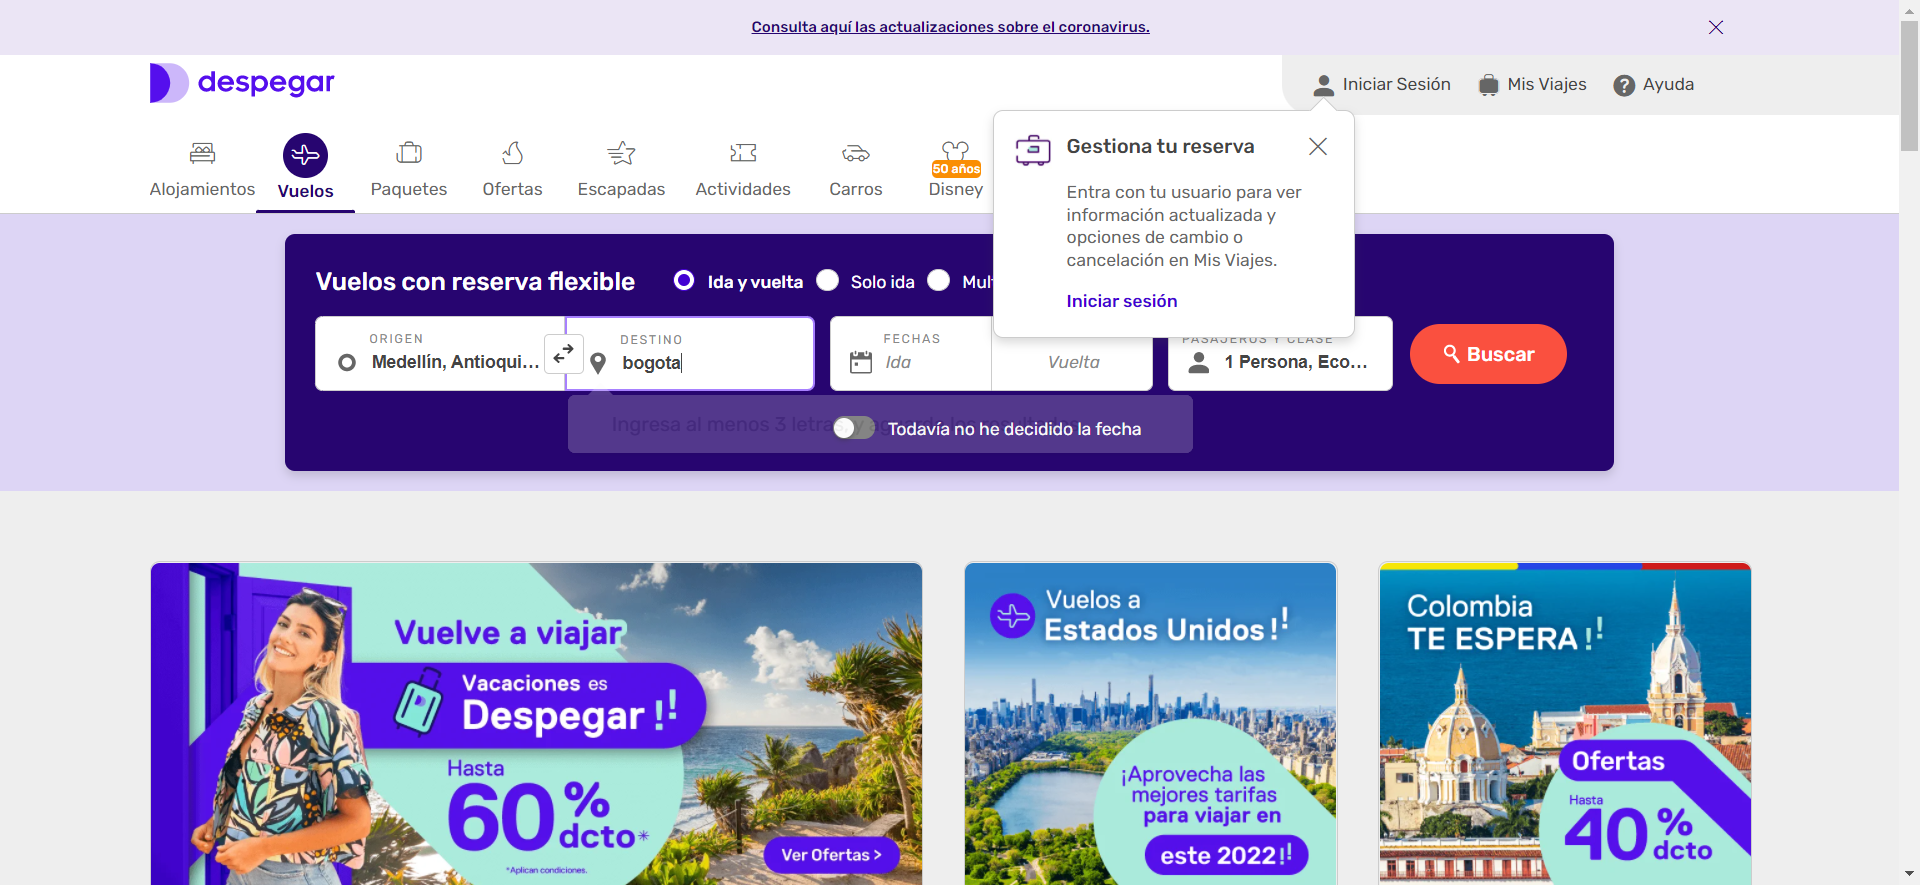 Consulta aquí las actualizaciones sobre el coronavirus.
despegar
Iniciar Sesión
Mis Viajes
Ayuda
Alojamientos
Vuelos
Paquetes
Ofertas
Escapadas
Actividades
Carros
50 años
Disney
Gestiona tu reserva
Entra con tu usuario para ver
información actualizada y
opciones de cambio o
cancelación en Mis Viajes.
Iniciar sesión
Vuelos con reserva flexible
Ida y vuelta
Solo ida
ORIGEN
Medellín, Antioqui...
DESTINO
bogota
FECHAS
Ida
Vuelta
PASAJEROS Y CLASE
1 Persona, Eco...
Buscar
Ingresa al menos 3 letras
Todavía no he decidido la fecha
Vuelve a viajar
Vacaciones es
Despegar !!
Hasta
60% dcto*
*Aplican condiciones.
Ver Ofertas >
Vuelos a
Estados Unidos !!
¡Aprovecha las
mejores tarifas
para viajar en
este 2022!!
Colombia
TE ESPERA !!
Ofertas
Hasta
40% dcto